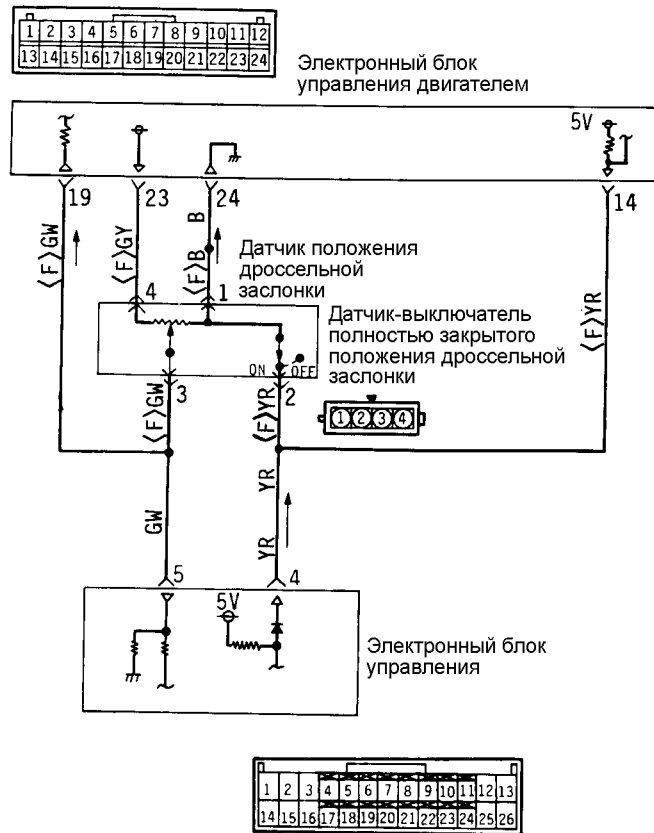 1 2 3 4 5 6 7 8 9 10 11 12
13 14 15 16 17 18 19 20 21 22 23 24
Электронный блок
управления двигателем
5V
19 23 24 14
<F>GW
<F>GY
B
<F>B
<F>YR
Датчик положения
дроссельной
заслонки
4 1
Датчик-выключатель
полностью закрытого
положения дроссельной
заслонки
ON OFF
3 2
<F>GW
<F>YR
1 2 3 4
GW
YR
YR
5 4
5V
Электронный блок
управления
1 2 3 4 5 6 7 8 9 10 11 12 13
14 15 16 17 18 19 20 21 22 23 24 25 26